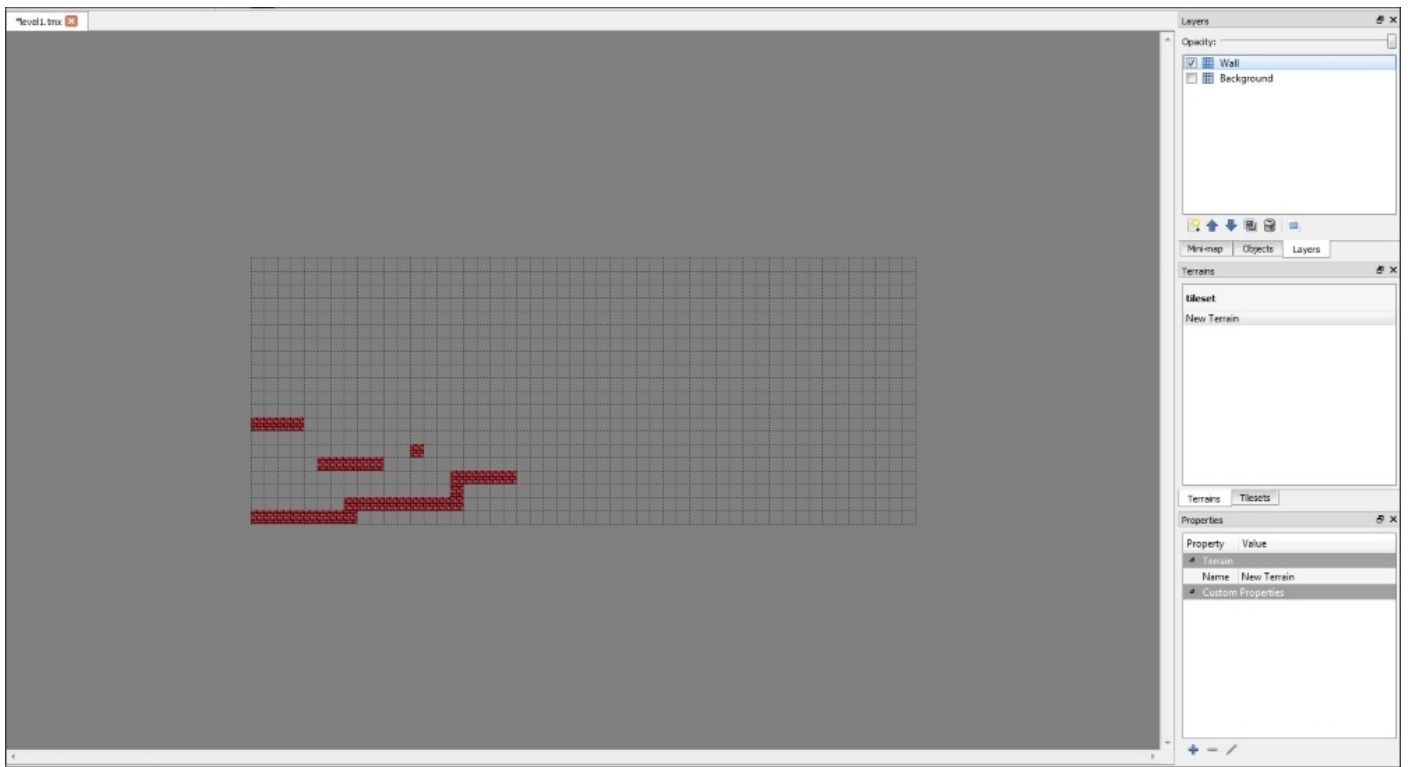 *level1.tmx
Layers
Opacity:
Wall
Background
Mini-map Objects Layers
Terrains
tileset
New Terrain
Terrains Tilesets
Properties
Property Value
Terrain
Name New Terrain
Custom Properties